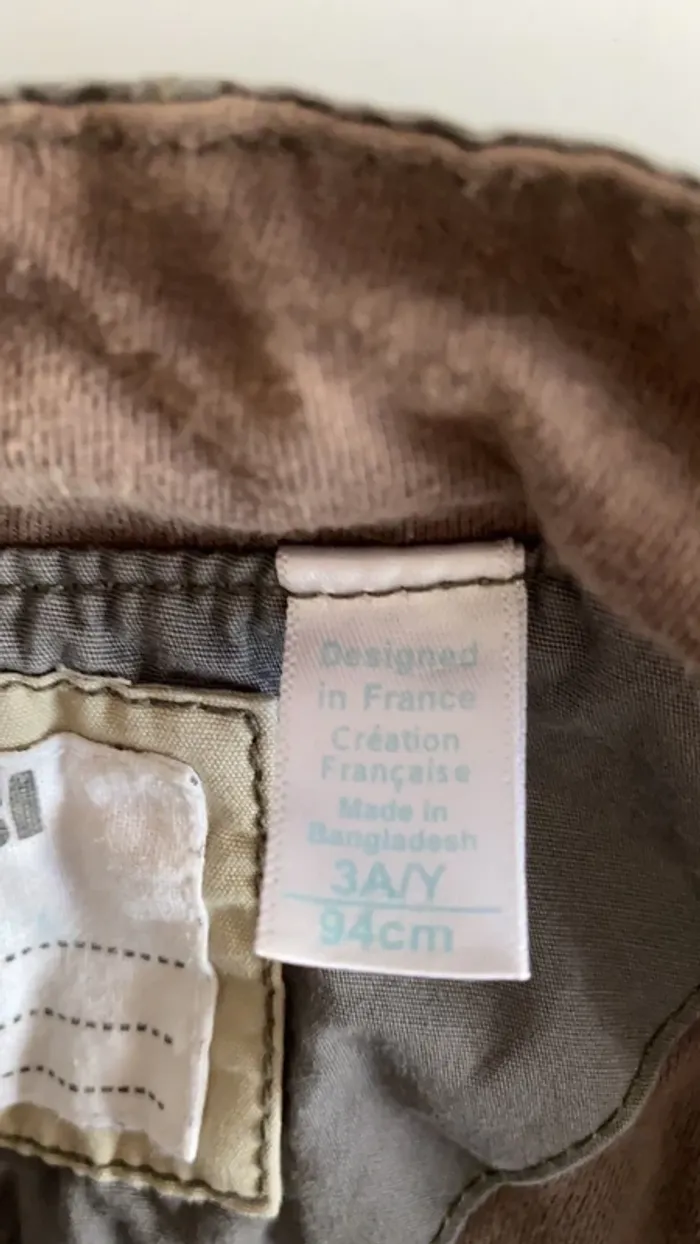 Designed
in France
Création
Française
Made in
Bangladesh
3A/Y
94cm